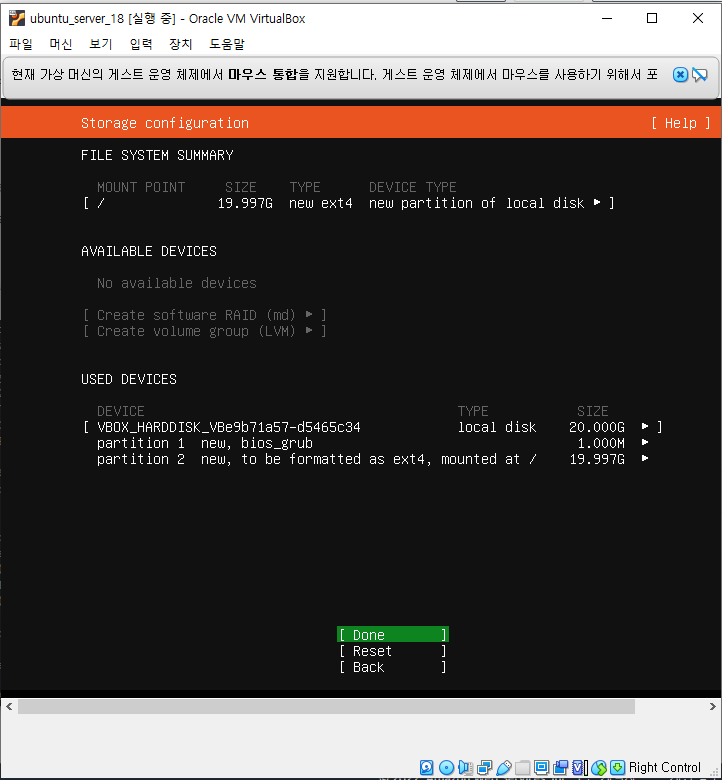 ubuntu_server_18 [실행 중] - Oracle VM VirtualBox
파일 머신 보기 입력 장치 도움말
현재 가상 머신의 게스트 운영 체제에서 마우스 통합을 지원합니다. 게스트 운영 체제에서 마우스를 사용하기 위해서 포
Storage configuration [ Help ]
FILE SYSTEM SUMMARY
MOUNT POINT SIZE TYPE DEVICE TYPE
[ / 19.997G new ext4 new partition of local disk ▸ ]
AVAILABLE DEVICES
No available devices
[ Create software RAID (md) ▸ ]
[ Create volume group (LVM) ▸ ]
USED DEVICES
DEVICE TYPE SIZE
[ VBOX_HARDDISK_VBe9b71a57-d5465c34 local disk 20.000G ▸ ]
partition 1 new, bios_grub 1.000M ▸
partition 2 new, to be formatted as ext4, mounted at / 19.997G ▸
[ Done ]
[ Reset ]
[ Back ]
Right Control